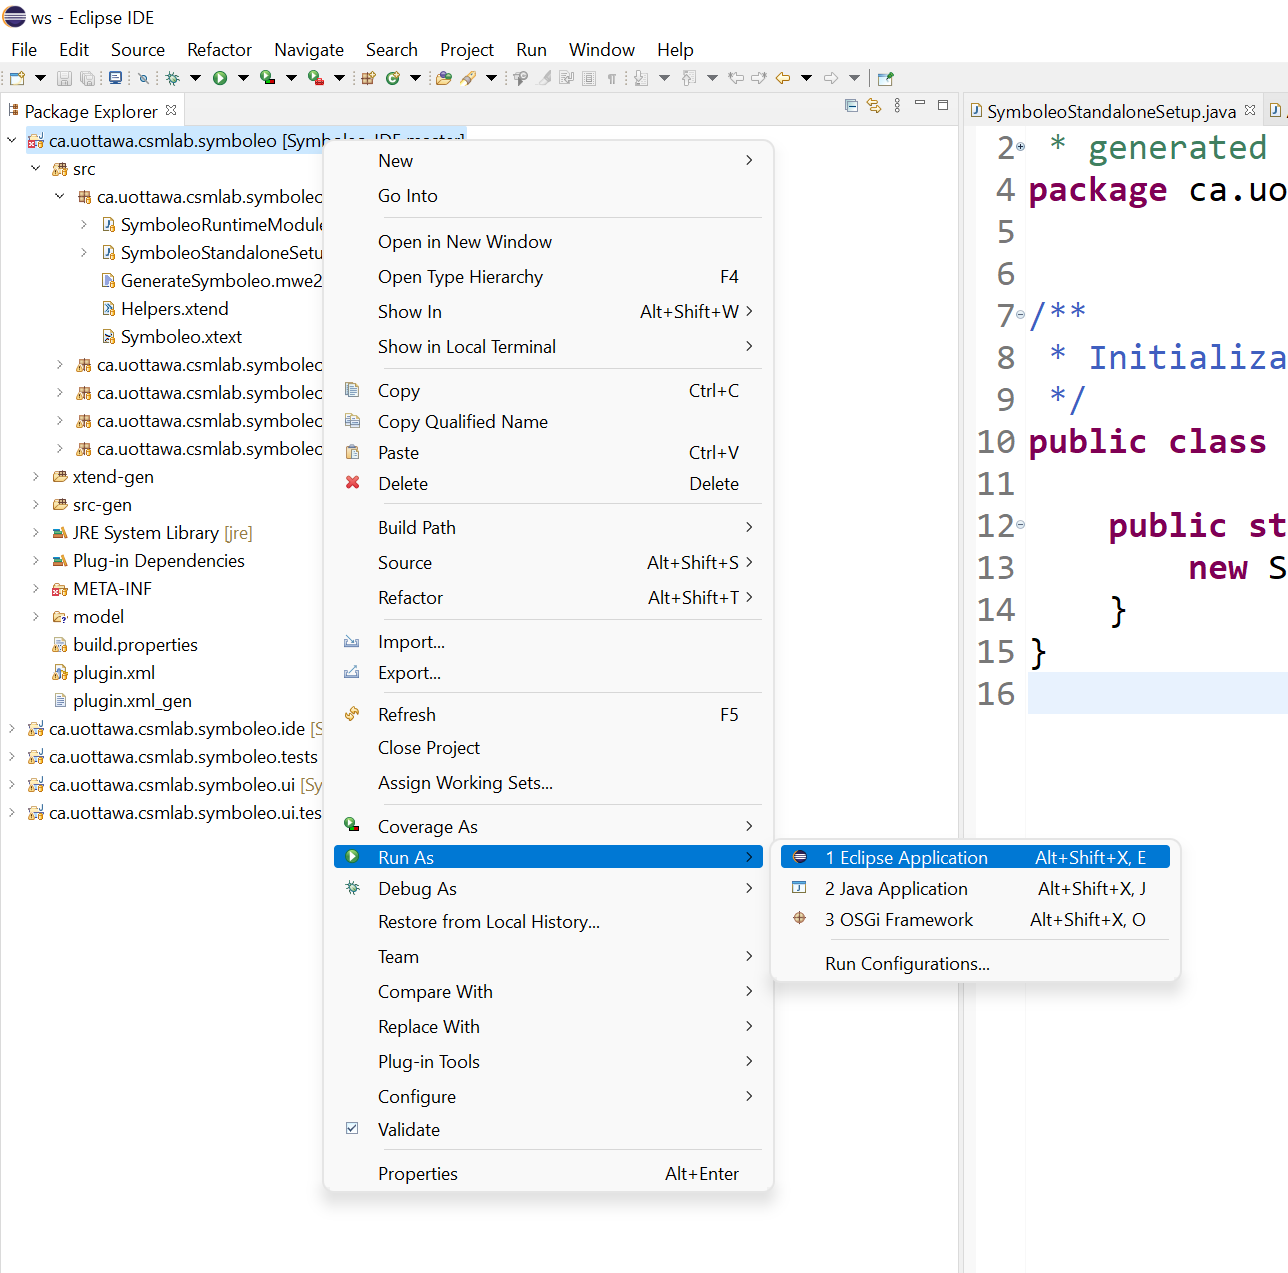 ws - Eclipse IDE
File Edit Source Refactor Navigate Search Project Run Window Help
Package Explorer
ca.uottawa.csmlab.symboleo
src
ca.uottawa.csmlab.symboleo
SymboleoRuntimeModule
SymboleoStandaloneSetu
GenerateSymboleo.mwe2
Helpers.xtend
Symboleo.xtext
ca.uottawa.csmlab.symboleo
ca.uottawa.csmlab.symboleo
ca.uottawa.csmlab.symboleo
ca.uottawa.csmlab.symboleo
xtend-gen
src-gen
JRE System Library [jre]
Plug-in Dependencies
META-INF
model
build.properties
plugin.xml
plugin.xml_gen
ca.uottawa.csmlab.symboleo.ide [S
ca.uottawa.csmlab.symboleo.tests
ca.uottawa.csmlab.symboleo.ui [Sy
ca.uottawa.csmlab.symboleo.ui.tes
New
Go Into
Open in New Window
Open Type Hierarchy F4
Show In Alt+Shift+W
Show in Local Terminal
Copy Ctrl+C
Copy Qualified Name
Paste Ctrl+V
Delete Delete
Build Path
Source Alt+Shift+S
Refactor Alt+Shift+T
Import...
Export...
Refresh F5
Close Project
Assign Working Sets...
Coverage As
Run As
Debug As
Restore from Local History...
Team
Compare With
Replace With
Plug-in Tools
Configure
Validate
Properties Alt+Enter
1 Eclipse Application Alt+Shift+X, E
2 Java Application Alt+Shift+X, J
3 OSGi Framework Alt+Shift+X, O
Run Configurations...
SymboleoStandaloneSetup.java
2 * generated
4 package ca.uo
5
6
7 /**
8 * Initializa
9 */
10 public class
11
12 public st
13 new S
14 }
15 }
16